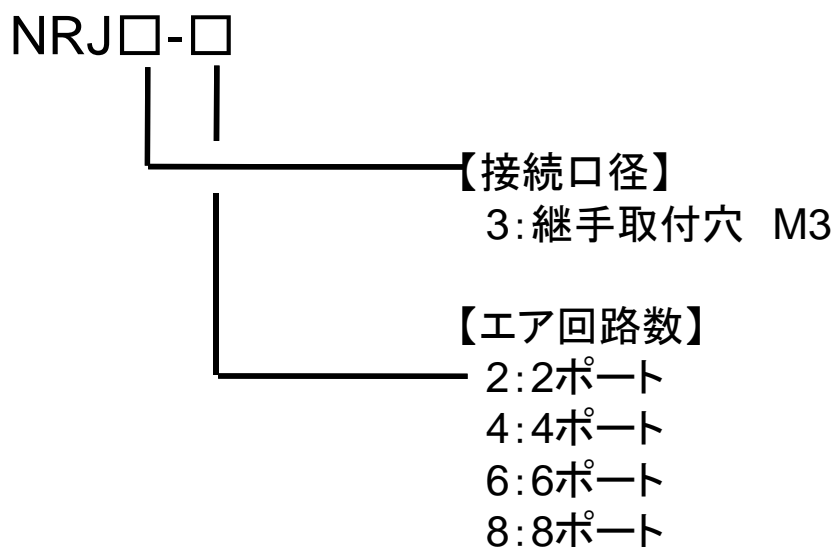 NRJ□-□
【接続口径】
3:継手取付穴 M3
【エア回路数】
2:2ポート
4:4ポート
6:6ポート
8:8ポート